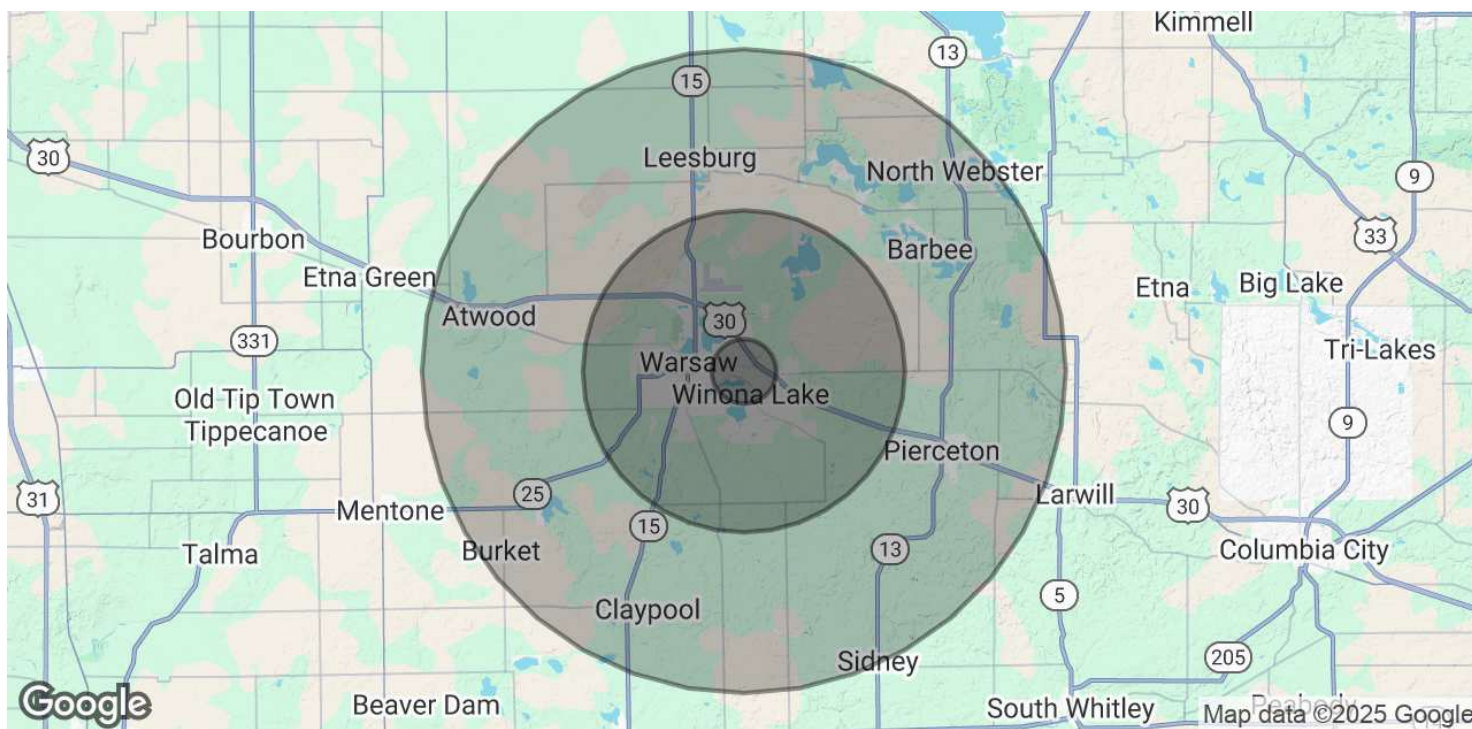 Kimmell
13
15
30
Leesburg
North Webster
9
Bourbon
33
Barbee
Etna Green
Etna
Big Lake
Atwood
30
331
Warsaw
Tri-Lakes
Winona Lake
Old Tip Town
Tippecanoe
9
Pierceton
31
25
Larwill
Mentone
30
15
Talma
Burket
13
Columbia City
5
Claypool
205
Sidney
Google
Beaver Dam
South Whitley
Peabody
Map data ©2025 Google